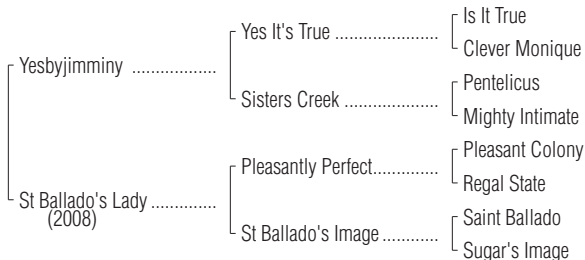 Is It True
Yes It's True ....................
Clever Monique
Yesbyjimminy ..................
Pentelicus
Sisters Creek ..................
Mighty Intimate
Pleasant Colony
Pleasantly Perfect..............
Regal State
St Ballado's Lady ..............
(2008)
Saint Ballado
St Ballado's Image ............
Sugar's Image